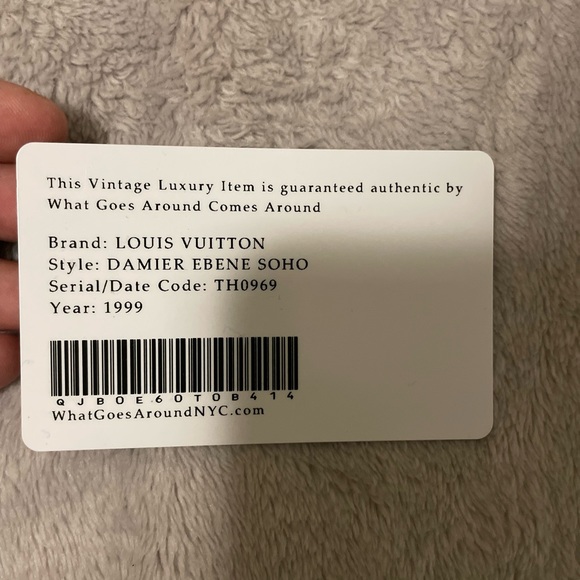 This Vintage Luxury Item is guaranteed authentic by
What Goes Around Comes Around
Brand: LOUIS VUITTON
Style: DAMIER EBENE SOHO
Serial/Date Code: TH0969
Year: 1999
QJB0E60T0B414
WhatGoesAroundNYC.com